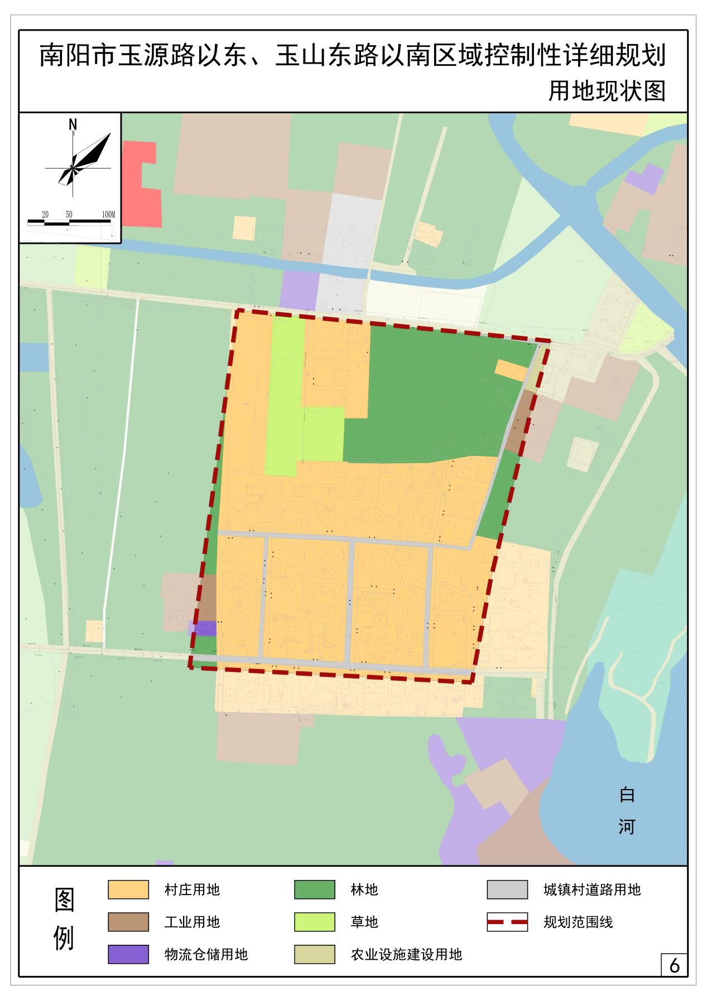 南阳市玉源路以东、玉山东路以南区域控制性详细规划
用地现状图
N
20 50 100M
白河
图例
村庄用地
林地
城镇村道路用地
工业用地
草地
规划范围线
物流仓储用地
农业设施建设用地
6